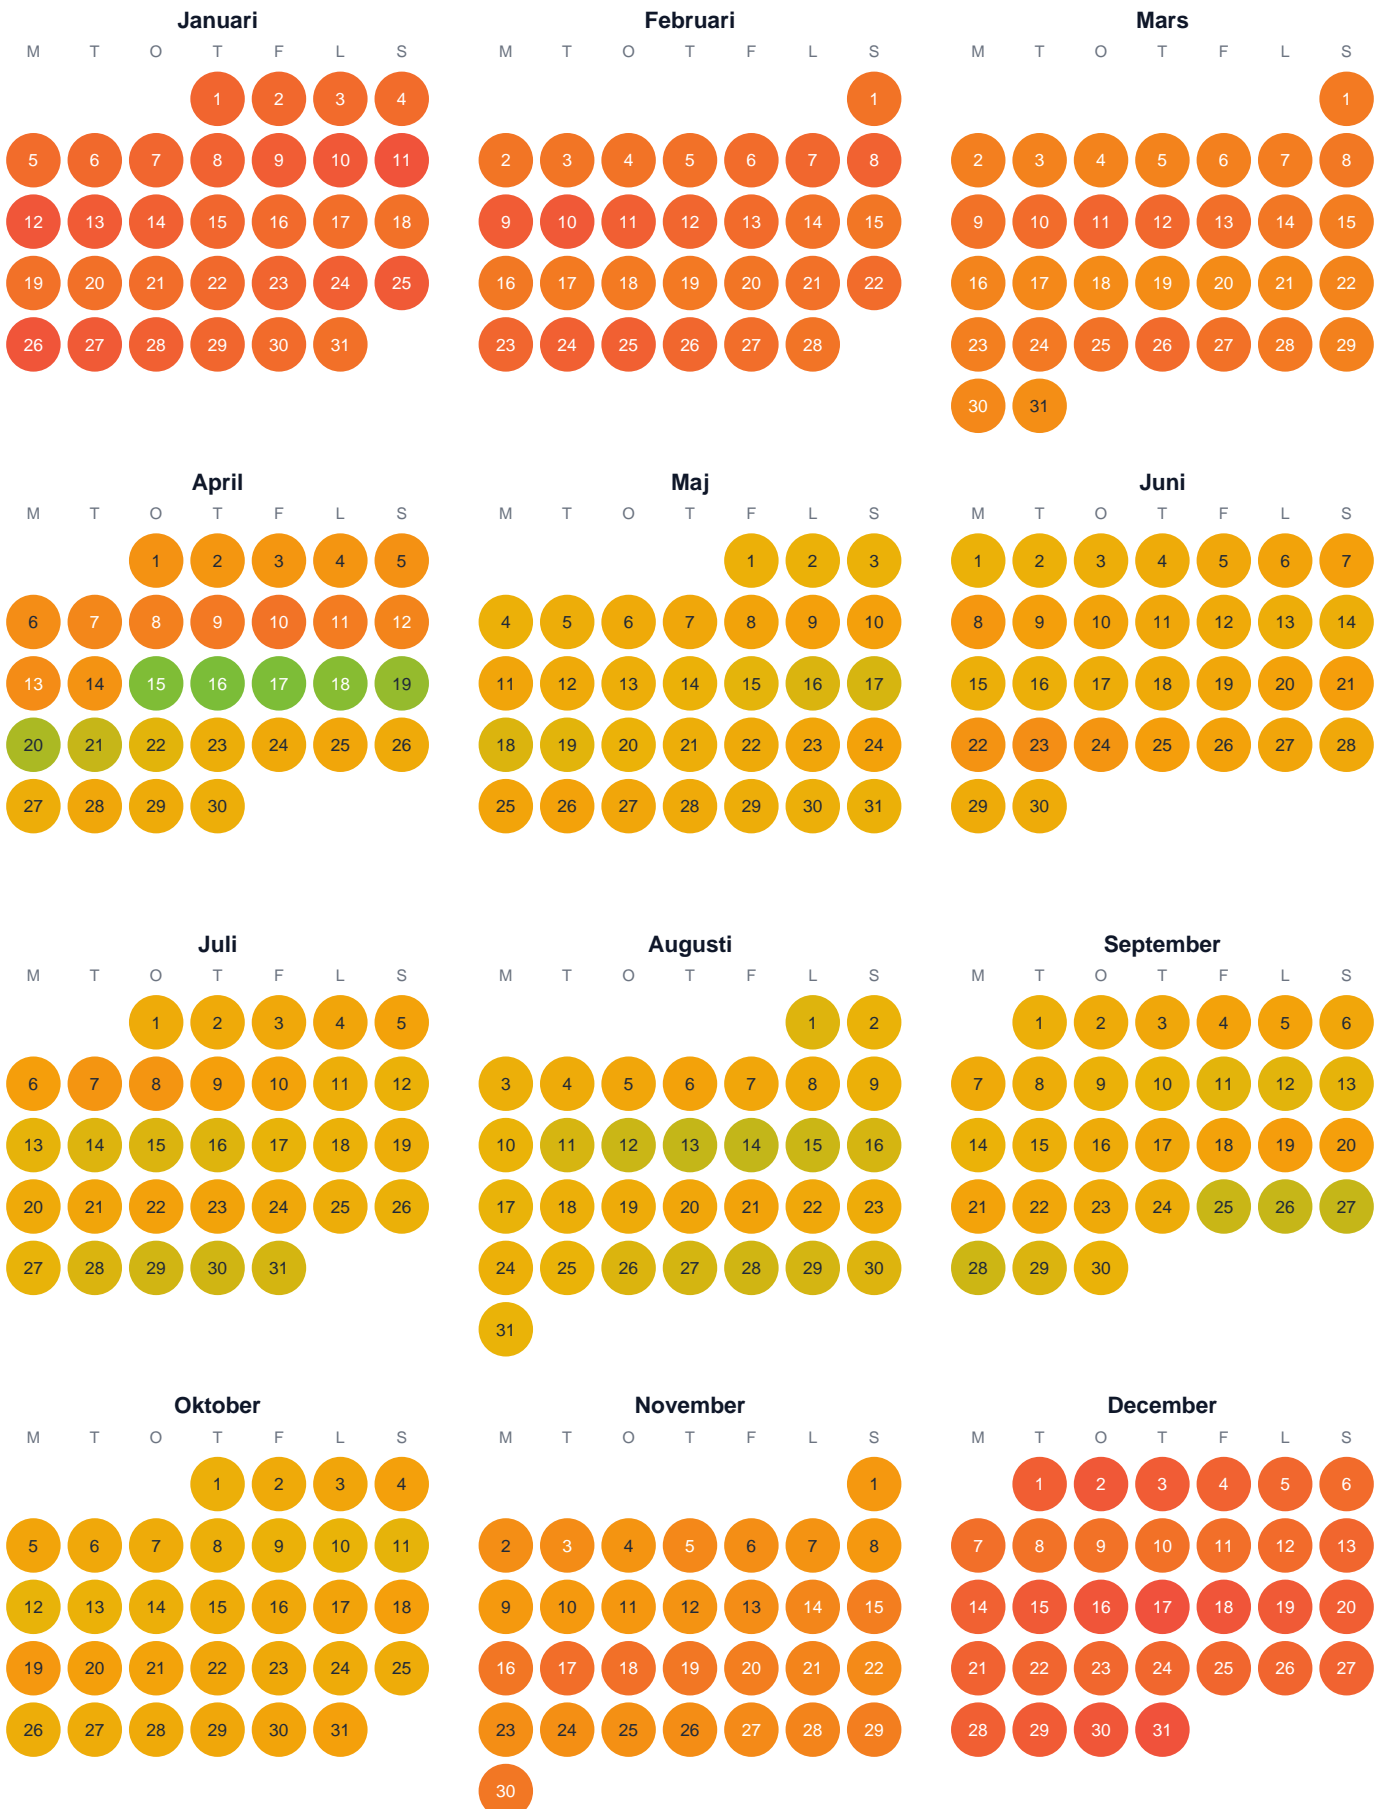 Januari Februari Mars
M T O T F L S M T O T F L S M T O T F L S
1 2 3 4 1 1
5 6 7 8 9 10 11 2 3 4 5 6 7 8 2 3 4 5 6 7 8
12 13 14 15 16 17 18 9 10 11 12 13 14 15 9 10 11 12 13 14 15
19 20 21 22 23 24 25 16 17 18 19 20 21 22 16 17 18 19 20 21 22
26 27 28 29 30 31 23 24 25 26 27 28 23 24 25 26 27 28 29
30 31
April Maj Juni
M T O T F L S M T O T F L S M T O T F L S
1 2 3 4 5 1 2 3 1 2 3 4 5 6 7
6 7 8 9 10 11 12 4 5 6 7 8 9 10 8 9 10 11 12 13 14
13 14 15 16 17 18 19 11 12 13 14 15 16 17 15 16 17 18 19 20 21
20 21 22 23 24 25 26 18 19 20 21 22 23 24 22 23 24 25 26 27 28
27 28 29 30 25 26 27 28 29 30 31 29 30
Juli Augusti September
M T O T F L S M T O T F L S M T O T F L S
1 2 3 4 5 1 2 1 2 3 4 5 6
6 7 8 9 10 11 12 3 4 5 6 7 8 9 7 8 9 10 11 12 13
13 14 15 16 17 18 19 10 11 12 13 14 15 16 14 15 16 17 18 19 20
20 21 22 23 24 25 26 17 18 19 20 21 22 23 21 22 23 24 25 26 27
27 28 29 30 31 24 25 26 27 28 29 30 28 29 30
31
Oktober November December
M T O T F L S M T O T F L S M T O T F L S
1 2 3 4 1 1 2 3 4 5 6
5 6 7 8 9 10 11 2 3 4 5 6 7 8 7 8 9 10 11 12 13
12 13 14 15 16 17 18 9 10 11 12 13 14 15 14 15 16 17 18 19 20
19 20 21 22 23 24 25 16 17 18 19 20 21 22 21 22 23 24 25 26 27
26 27 28 29 30 31 23 24 25 26 27 28 29 28 29 30 31
30